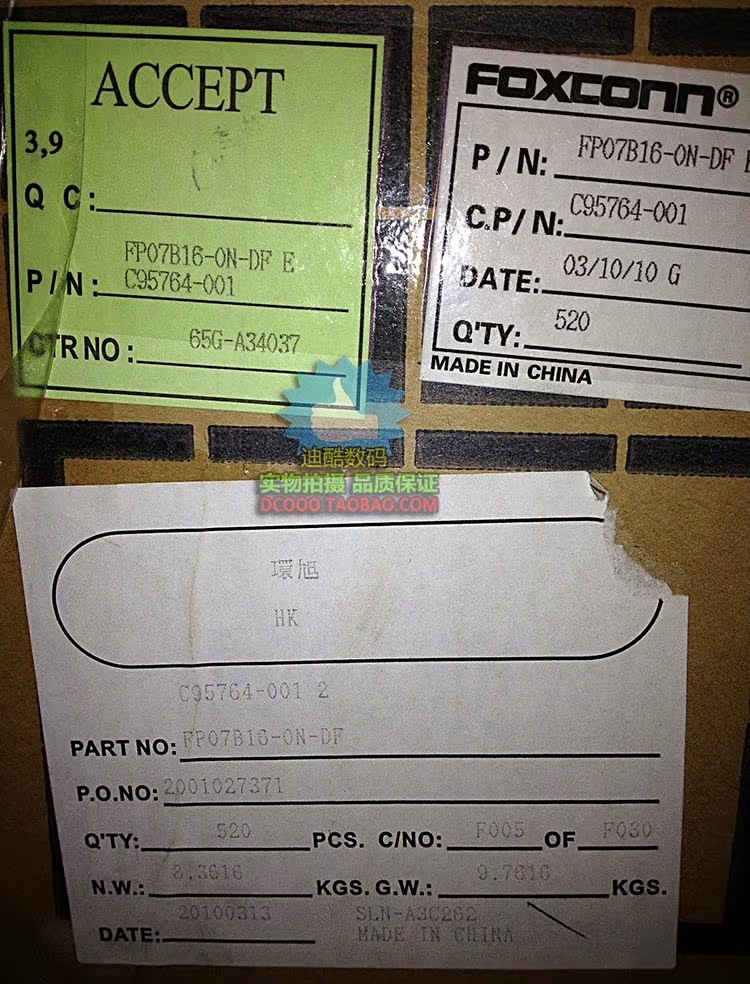 ACCEPT
3,9
Q C:
FP07B16-0N-DF E
P/N: C95764-001
CTR NO: 65G-A34037
FOXCONN®
P/N: FP07B16-0N-DF
C.P/N: C95764-001
DATE: 03/10/10 G
Q'TY: 520
MADE IN CHINA
迪酷数码
实物拍摄 品质保证
DCOOO.TAOBAO.COM
環旭
HK
C95764-001 2
PART NO: FP07B16-0N-DF
P.O.NO: 2001027371
Q'TY: 520 PCS. C/NO: F005 OF F030
N.W.: 8.3616 KGS. G.W.: 9.7616 KGS.
20100313 SLN-A3C262
DATE: MADE IN CHINA